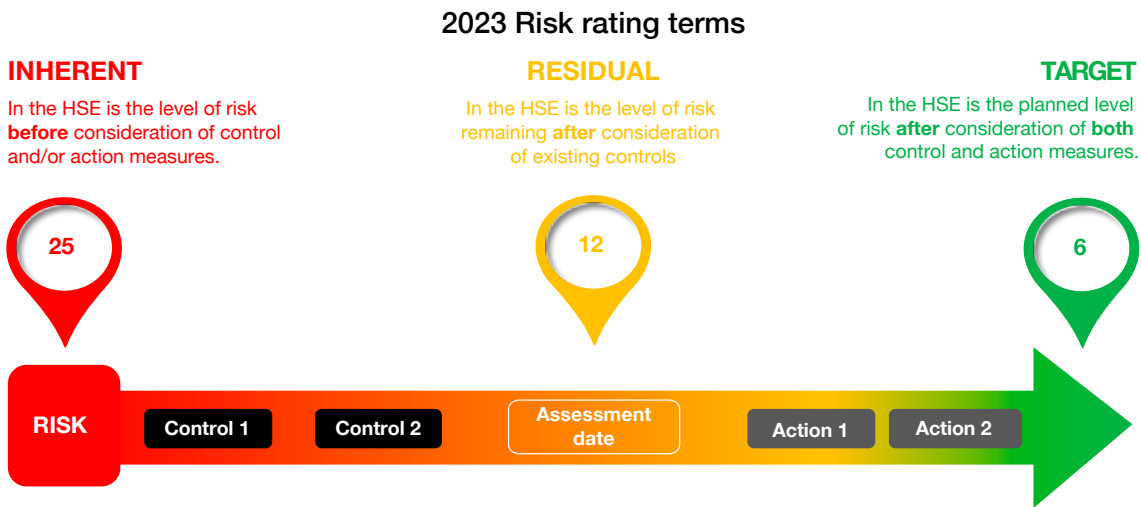 2023 Risk rating terms
INHERENT
In the HSE is the level of risk
before consideration of control
and/or action measures.
RESIDUAL
In the HSE is the level of risk
remaining after consideration
of existing controls
TARGET
In the HSE is the planned level
of risk after consideration of both
control and action measures.
25
12
6
RISK
Control 1
Control 2
Assessment
date
Action 1
Action 2